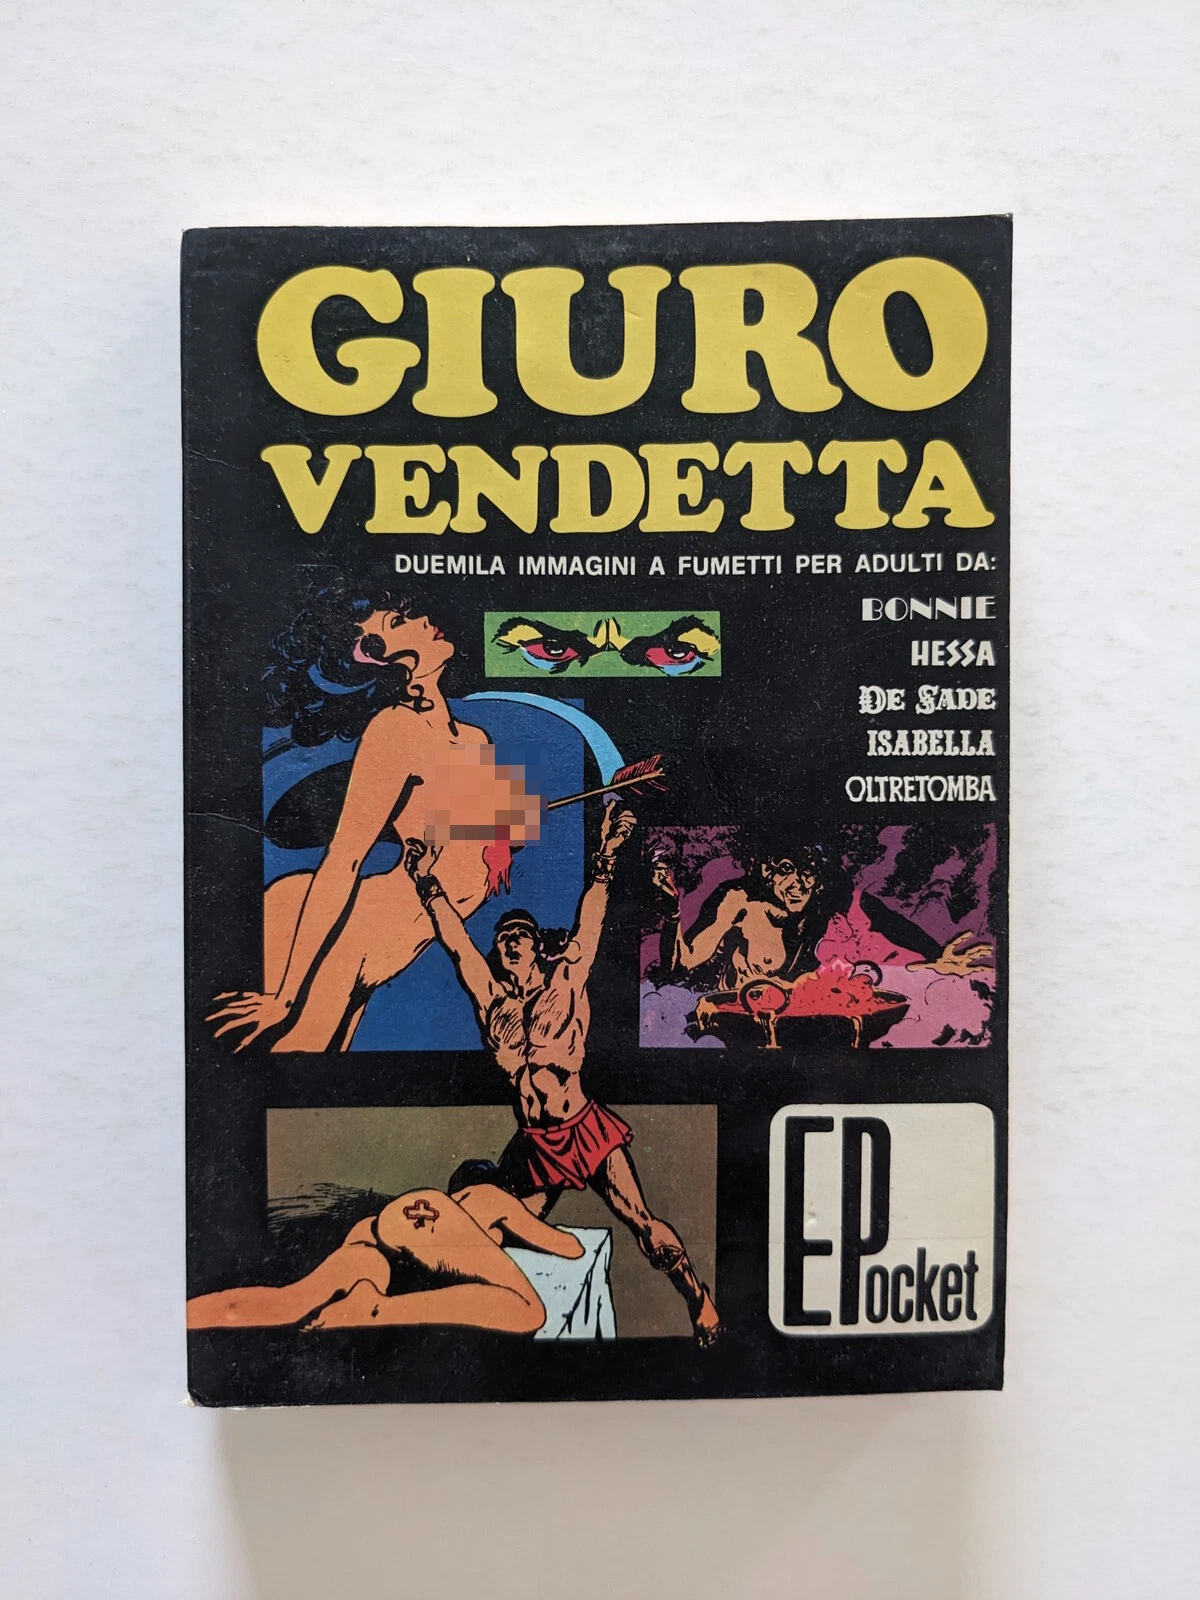 GIURO
VENDETTA
DUEMILA IMMAGINI A FUMETTI PER ADULTI DA:
BONNIE
HESSA
DE SADE
ISABELLA
OLTRETOMBA
EPocket